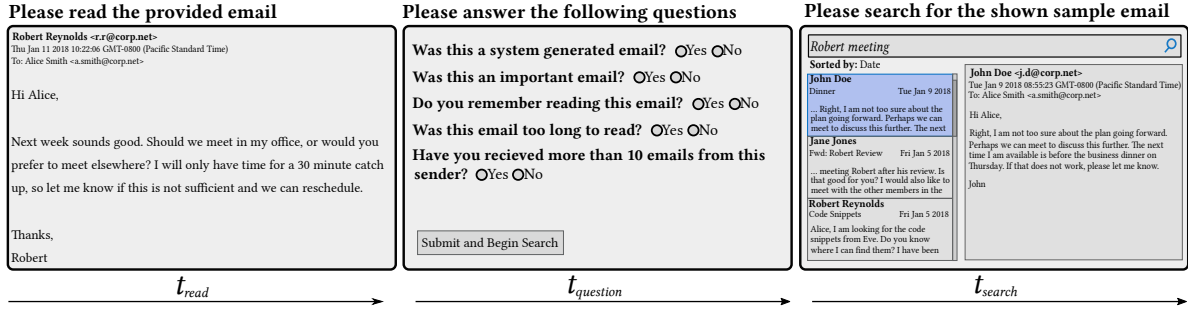 Please read the provided email
Robert Reynolds <r.r@corp.net>
Thu Jan 11 2018 10:22:06 GMT-0800 (Pacific Standard Time)
To: Alice Smith <a.smith@corp.net>
Hi Alice,
Next week sounds good. Should we meet in my office, or would you
prefer to meet elsewhere? I will only have time for a 30 minute catch
up, so let me know if this is not sufficient and we can reschedule.
Thanks,
Robert
t read
Please answer the following questions
Was this a system generated email? Yes No
Was this an important email? Yes No
Do you remember reading this email? Yes No
Was this email too long to read? Yes No
Have you recieved more than 10 emails from this
sender? Yes No
Submit and Begin Search
t question
Please search for the shown sample email
Robert meeting
Sorted by: Date
John Doe
Dinner Tue Jan 9 2018
... Right, I am not too sure about the
plan going forward. Perhaps we can
meet to discuss this further. The next
Jane Jones
Fwd: Robert Review Fri Jan 5 2018
... meeting Robert after his review. Is
that good for you? I would also like to
meet with the other members in the
Robert Reynolds
Code Snippets Fri Jan 5 2018
Alice, I am looking for the code
snippets from Eve. Do you know
where I can find them? I have been
John Doe <j.d@corp.net>
Tue Jan 9 2018 08:55:23 GMT-0800 (Pacific Standard Time)
To: Alice Smith <a.smith@corp.net>
Hi Alice,
Right, I am not too sure about the plan going forward.
Perhaps we can meet to discuss this further. The next
time I am available is before the business dinner on
Thursday. If that does not work, please let me know.
John
t search